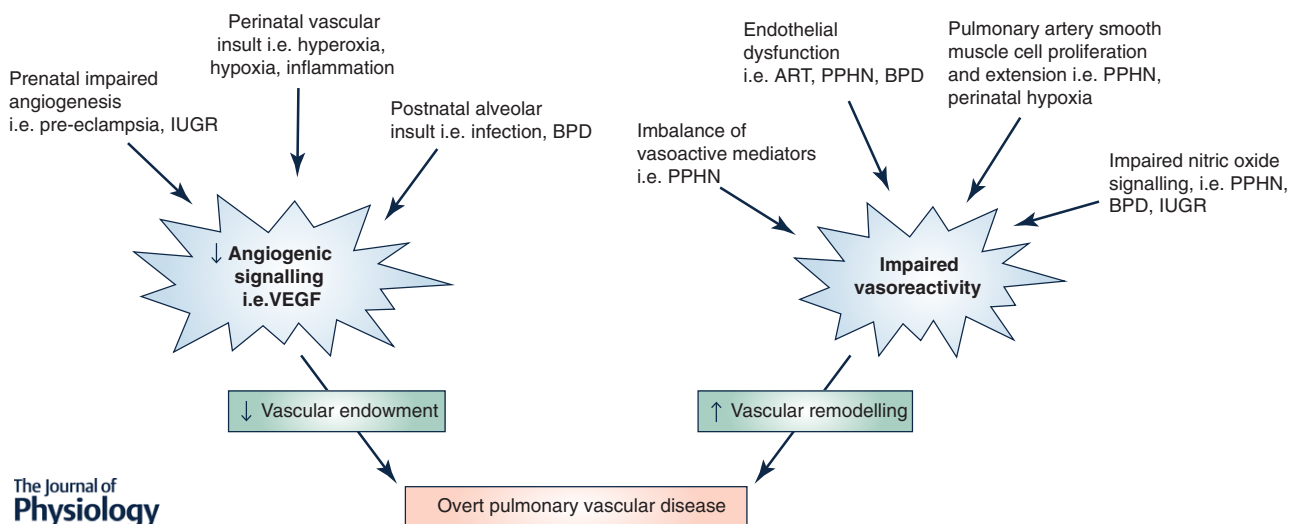 Prenatal impaired
angiogenesis
i.e. pre-eclampsia, IUGR
Perinatal vascular
insult i.e. hyperoxia,
hypoxia, inflammation
Postnatal alveolar
insult i.e. infection, BPD
↓ Angiogenic
signalling
i.e.VEGF
↓ Vascular endowment
Imbalance of
vasoactive mediators
i.e. PPHN
Endothelial
dysfunction
i.e. ART, PPHN, BPD
Pulmonary artery smooth
muscle cell proliferation
and extension i.e. PPHN,
perinatal hypoxia
Impaired nitric oxide
signalling, i.e. PPHN,
BPD, IUGR
Impaired
vasoreactivity
↑ Vascular remodelling
Overt pulmonary vascular disease
The Journal of
Physiology